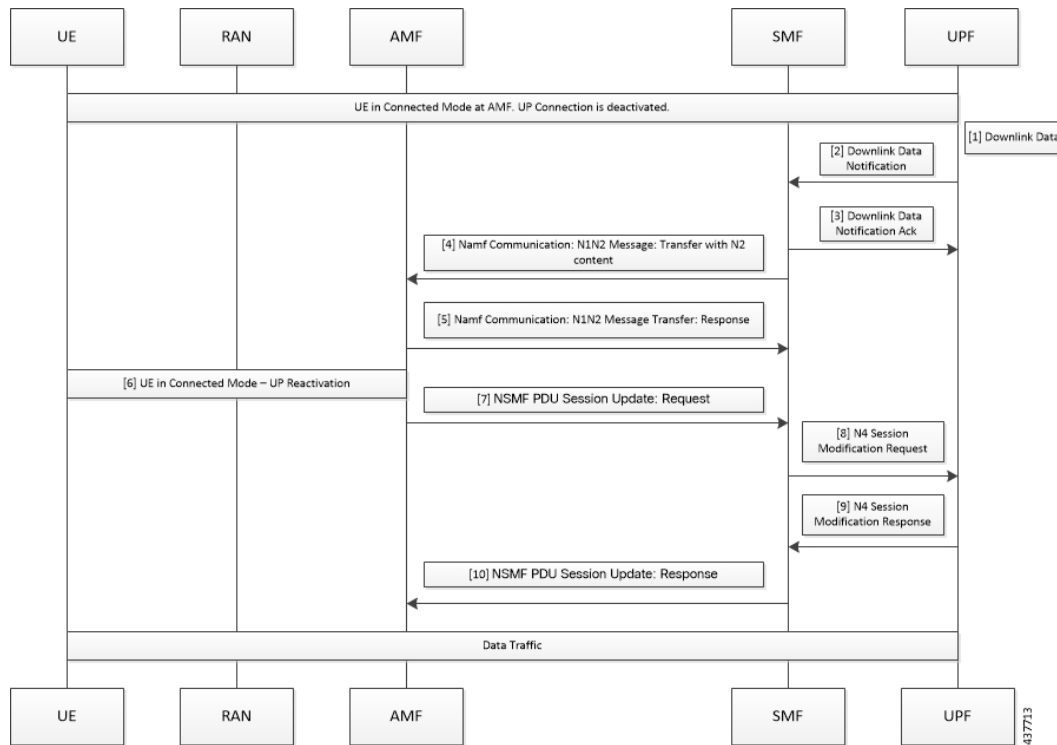 UE
RAN
AMF
SMF
UPF
UE in Connected Mode at AMF. UP Connection is deactivated.
[1] Downlink Data
[2] Downlink Data
Notification
[3] Downlink Data
Notification Ack
[4] Namf Communication: N1N2 Message: Transfer with N2
content
[5] Namf Communication: N1N2 Message Transfer: Response
[6] UE in Connected Mode – UP Reactivation
[7] NSMF PDU Session Update: Request
[8] N4 Session
Modification Request
[9] N4 Session
Modification Response
[10] NSMF PDU Session Update: Response
Data Traffic
UE
RAN
AMF
SMF
UPF
437713